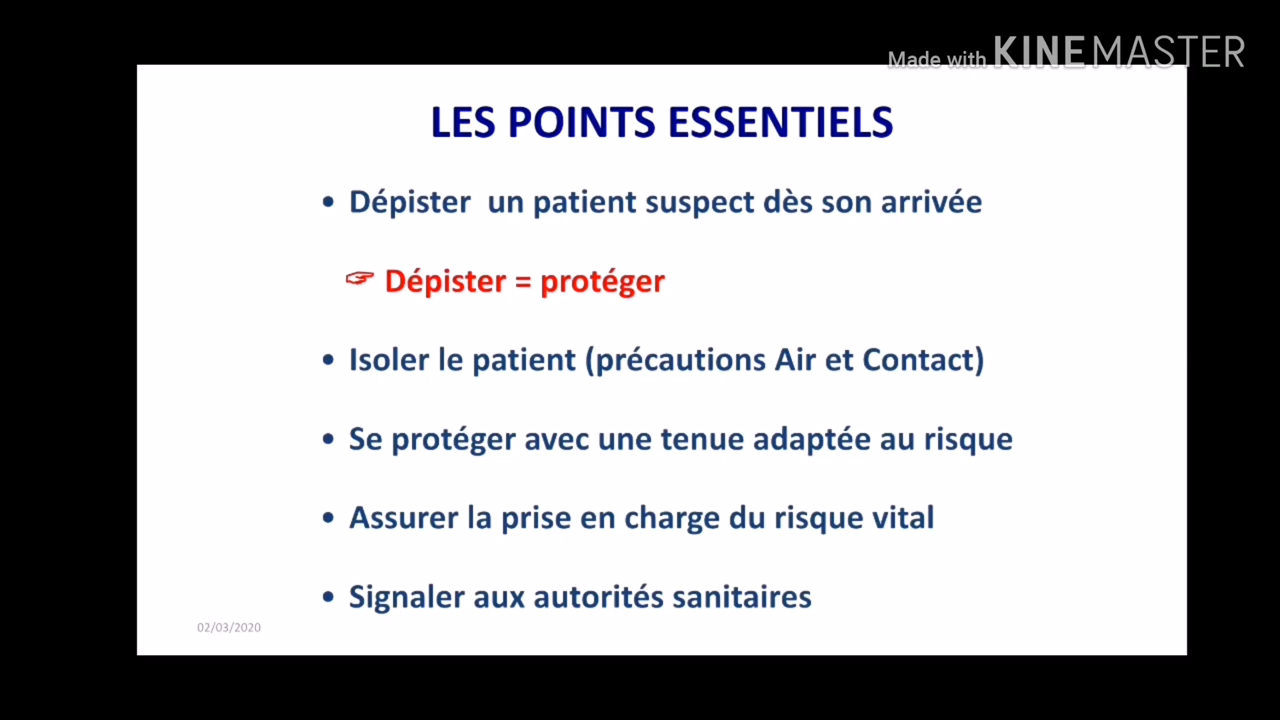 Made with KINEMASTER
LES POINTS ESSENTIELS
• Dépister un patient suspect dès son arrivée
☞ Dépister = protéger
• Isoler le patient (précautions Air et Contact)
• Se protéger avec une tenue adaptée au risque
• Assurer la prise en charge du risque vital
• Signaler aux autorités sanitaires
02/03/2020